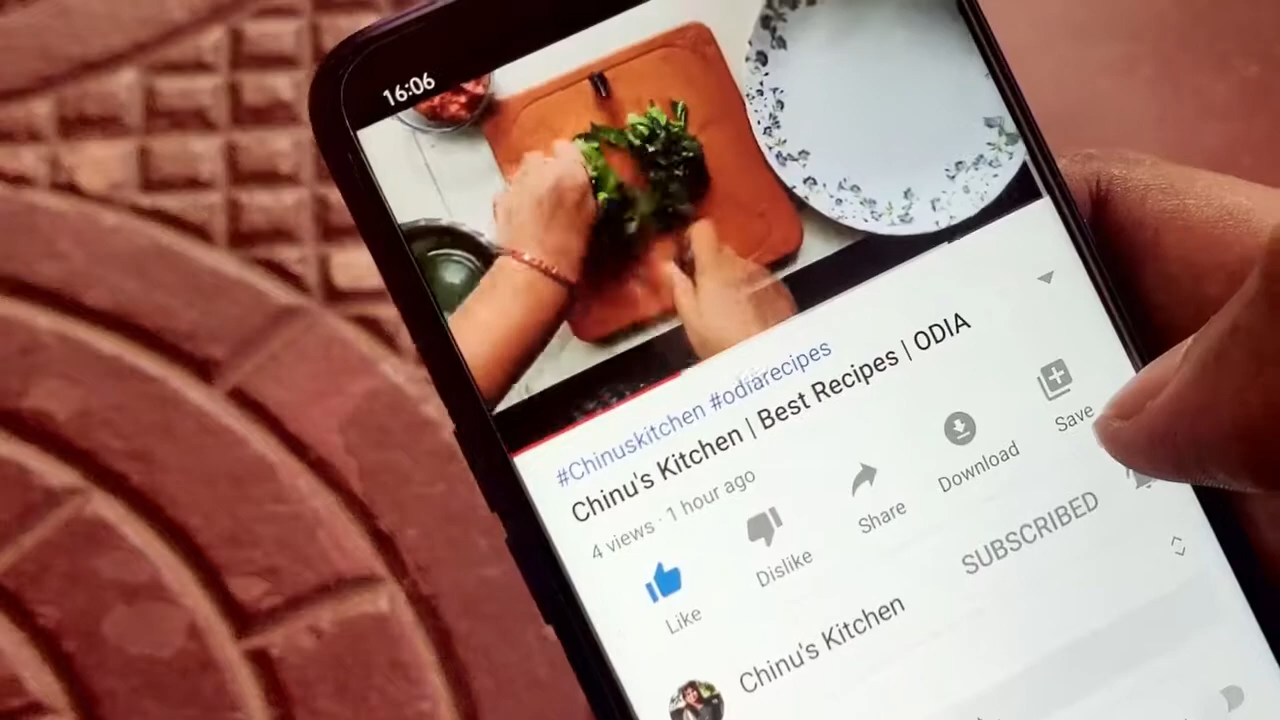 16:06
#Chinuskitchen #odiarecipes
Chinu's Kitchen | Best Recipes | ODIA
4 views · 1 hour ago
Like
Dislike
Share
Download
Save
Chinu's Kitchen
SUBSCRIBED